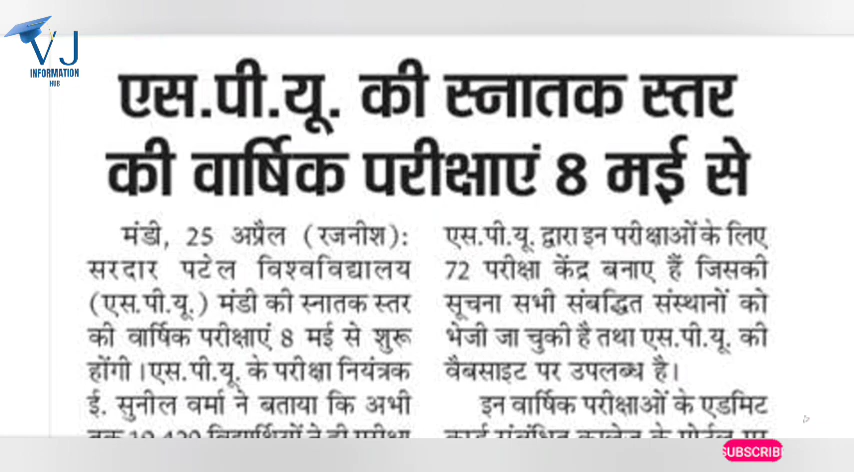 VJ
INFORMATION
HUB
एस.पी.यू. की स्नातक स्तर
की वार्षिक परीक्षाएं 8 मई से
मंडी, 25 अप्रैल (रजनीश):
सरदार पटेल विश्वविद्यालय
(एस.पी.यू.) मंडी की स्नातक स्तर
की वार्षिक परीक्षाएं 8 मई से शुरू
होंगी।एस.पी.यू. के परीक्षा नियंत्रक
ई. सुनील वर्मा ने बताया कि अभी
एस.पी.यू. द्वारा इन परीक्षाओं के लिए
72 परीक्षा केंद्र बनाए हैं जिसकी
सूचना सभी संबद्धित संस्थानों को
भेजी जा चुकी है तथा एस.पी.यू. की
वैबसाइट पर उपलब्ध है।
इन वार्षिक परीक्षाओं के एडमिट
SUBSCRIB